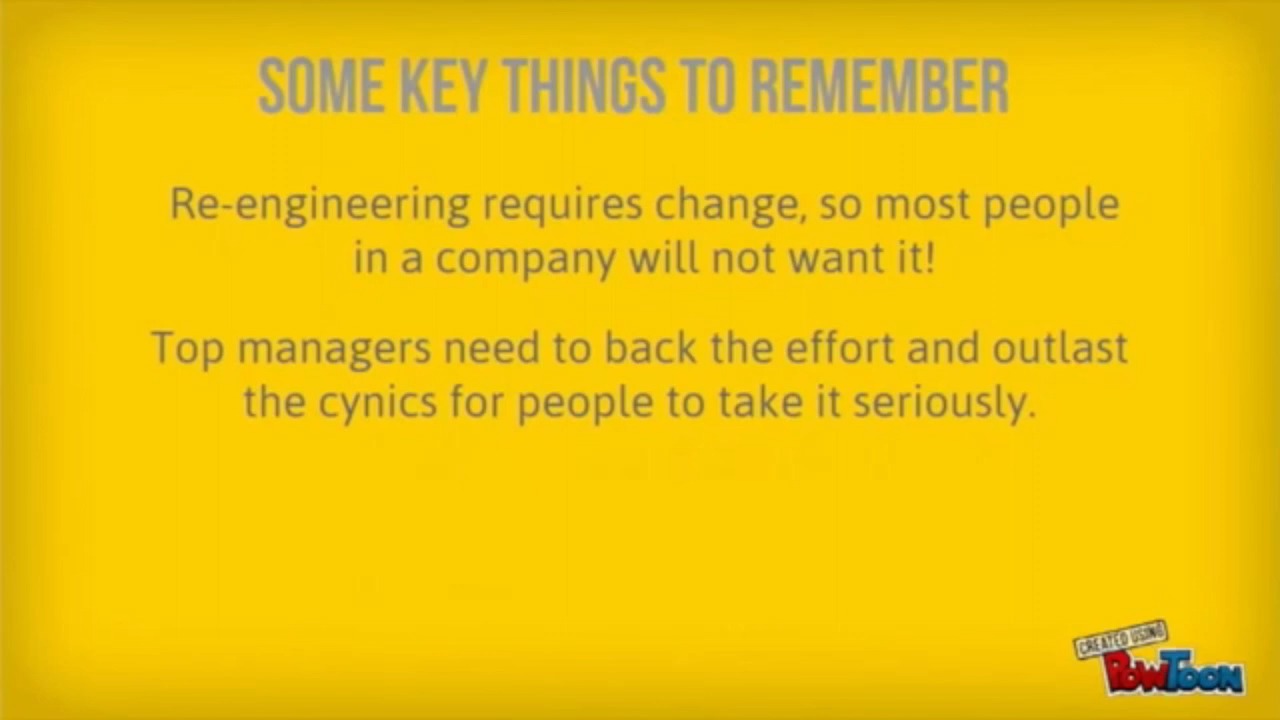 SOME KEY THINGS TO REMEMBER
Re-engineering requires change, so most people
in a company will not want it!
Top managers need to back the effort and outlast
the cynics for people to take it seriously.
CREATED USING
POWTOON